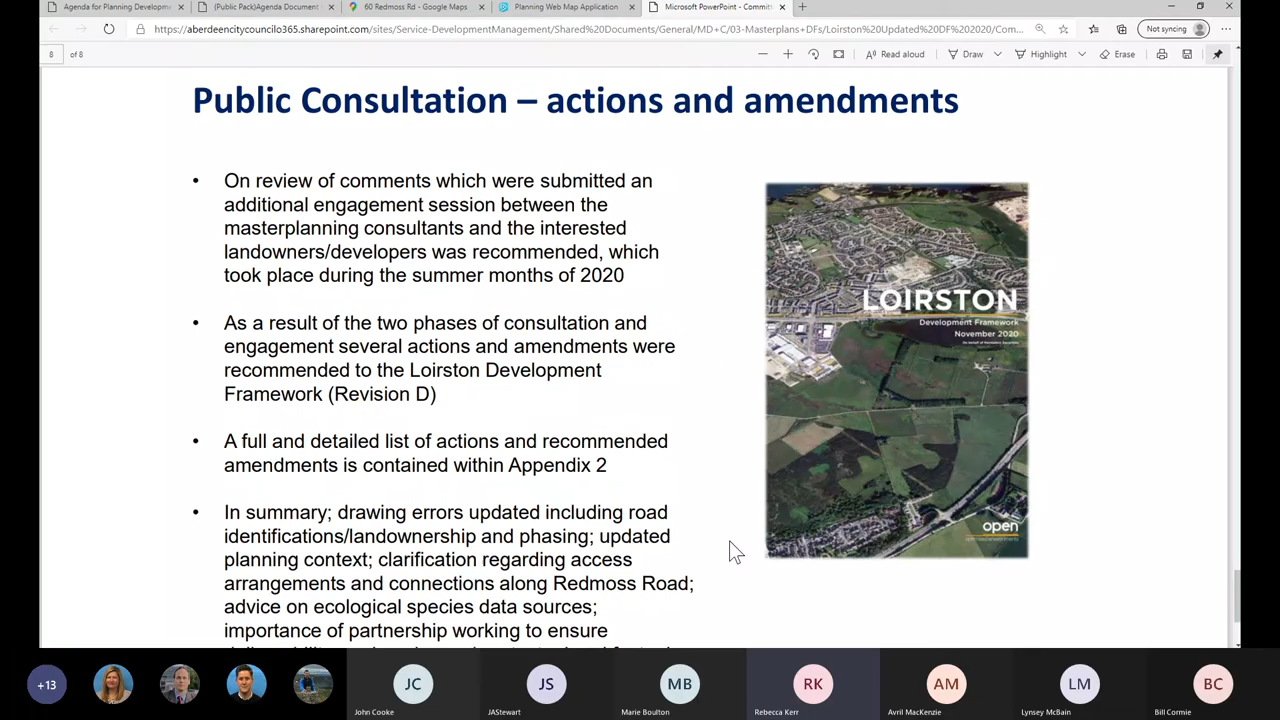 Agenda for Planning Developme
(Public Pack)Agenda Document
60 Redmoss Rd - Google Maps
Planning Web Map Application
Microsoft PowerPoint - Commit
https://aberdeencitycouncilo365.sharepoint.com/sites/Service-DevelopmentManagement/Shared%20Documents/General/MD+C/03-Masterplans+DFs/Loirston%20Updated%20DF%202020/Com...
Not syncing
8 of 8
Read aloud
Draw
Highlight
Erase
Public Consultation – actions and amendments
• On review of comments which were submitted an
additional engagement session between the
masterplanning consultants and the interested
landowners/developers was recommended, which
took place during the summer months of 2020
• As a result of the two phases of consultation and
engagement several actions and amendments were
recommended to the Loirston Development
Framework (Revision D)
• A full and detailed list of actions and recommended
amendments is contained within Appendix 2
• In summary; drawing errors updated including road
identifications/landownership and phasing; updated
planning context; clarification regarding access
arrangements and connections along Redmoss Road;
advice on ecological species data sources;
importance of partnership working to ensure
LOIRSTON
Development Framework
November 2020
open
+13
JC
JS
MB
RK
AM
LM
BC
John Cooke
JAStewart
Marie Boulton
Rebecca Kerr
Avril MacKenzie
Lynsey McBain
Bill Cormie